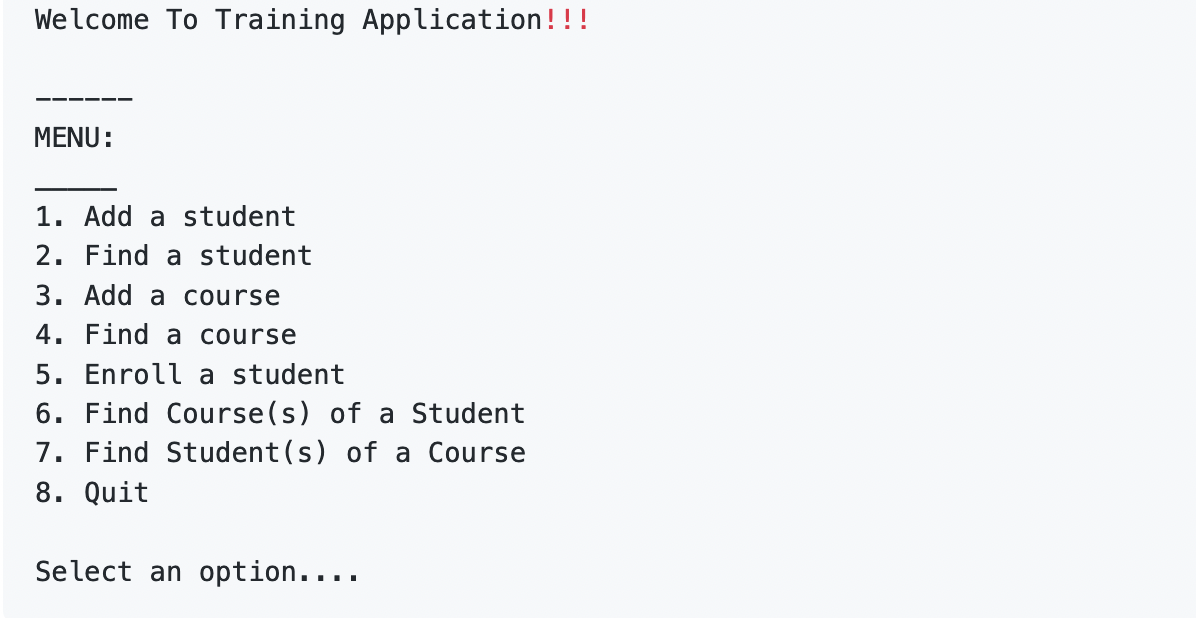 Welcome To Training Application!!!
------
MENU:
_____
1. Add a student
2. Find a student
3. Add a course
4. Find a course
5. Enroll a student
6. Find Course(s) of a Student
7. Find Student(s) of a Course
8. Quit
Select an option....